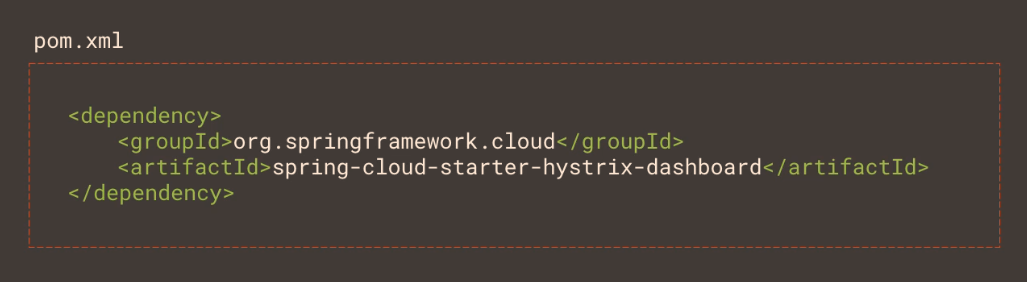 pom.xml
<dependency>
    <groupId>org.springframework.cloud</groupId>
    <artifactId>spring-cloud-starter-hystrix-dashboard</artifactId>
</dependency>